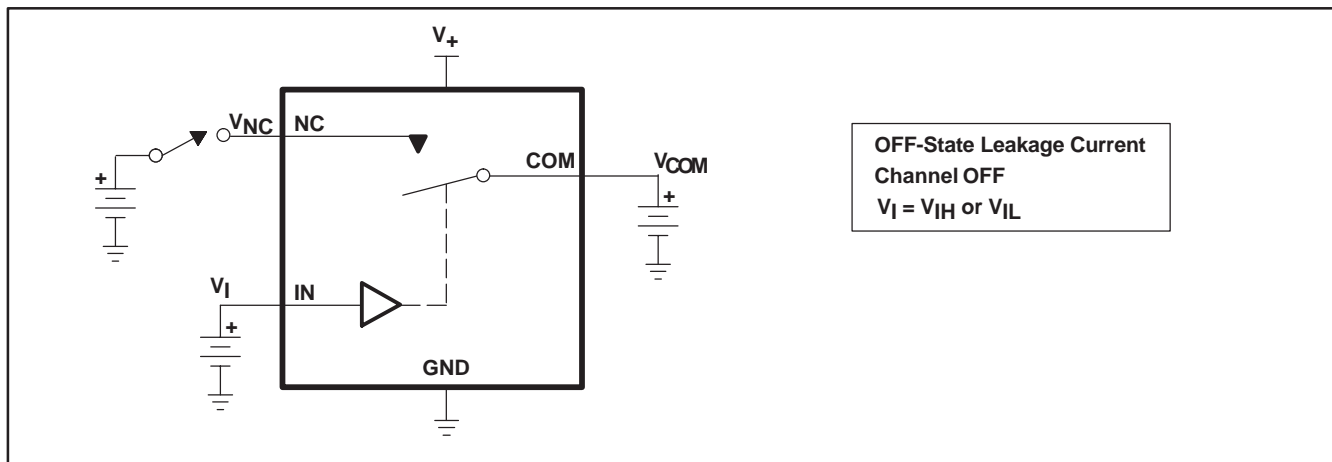 V+
VNC NC
COM VCOM
+
+
VI IN
+
GND
OFF-State Leakage Current
Channel OFF
VI = VIH or VIL